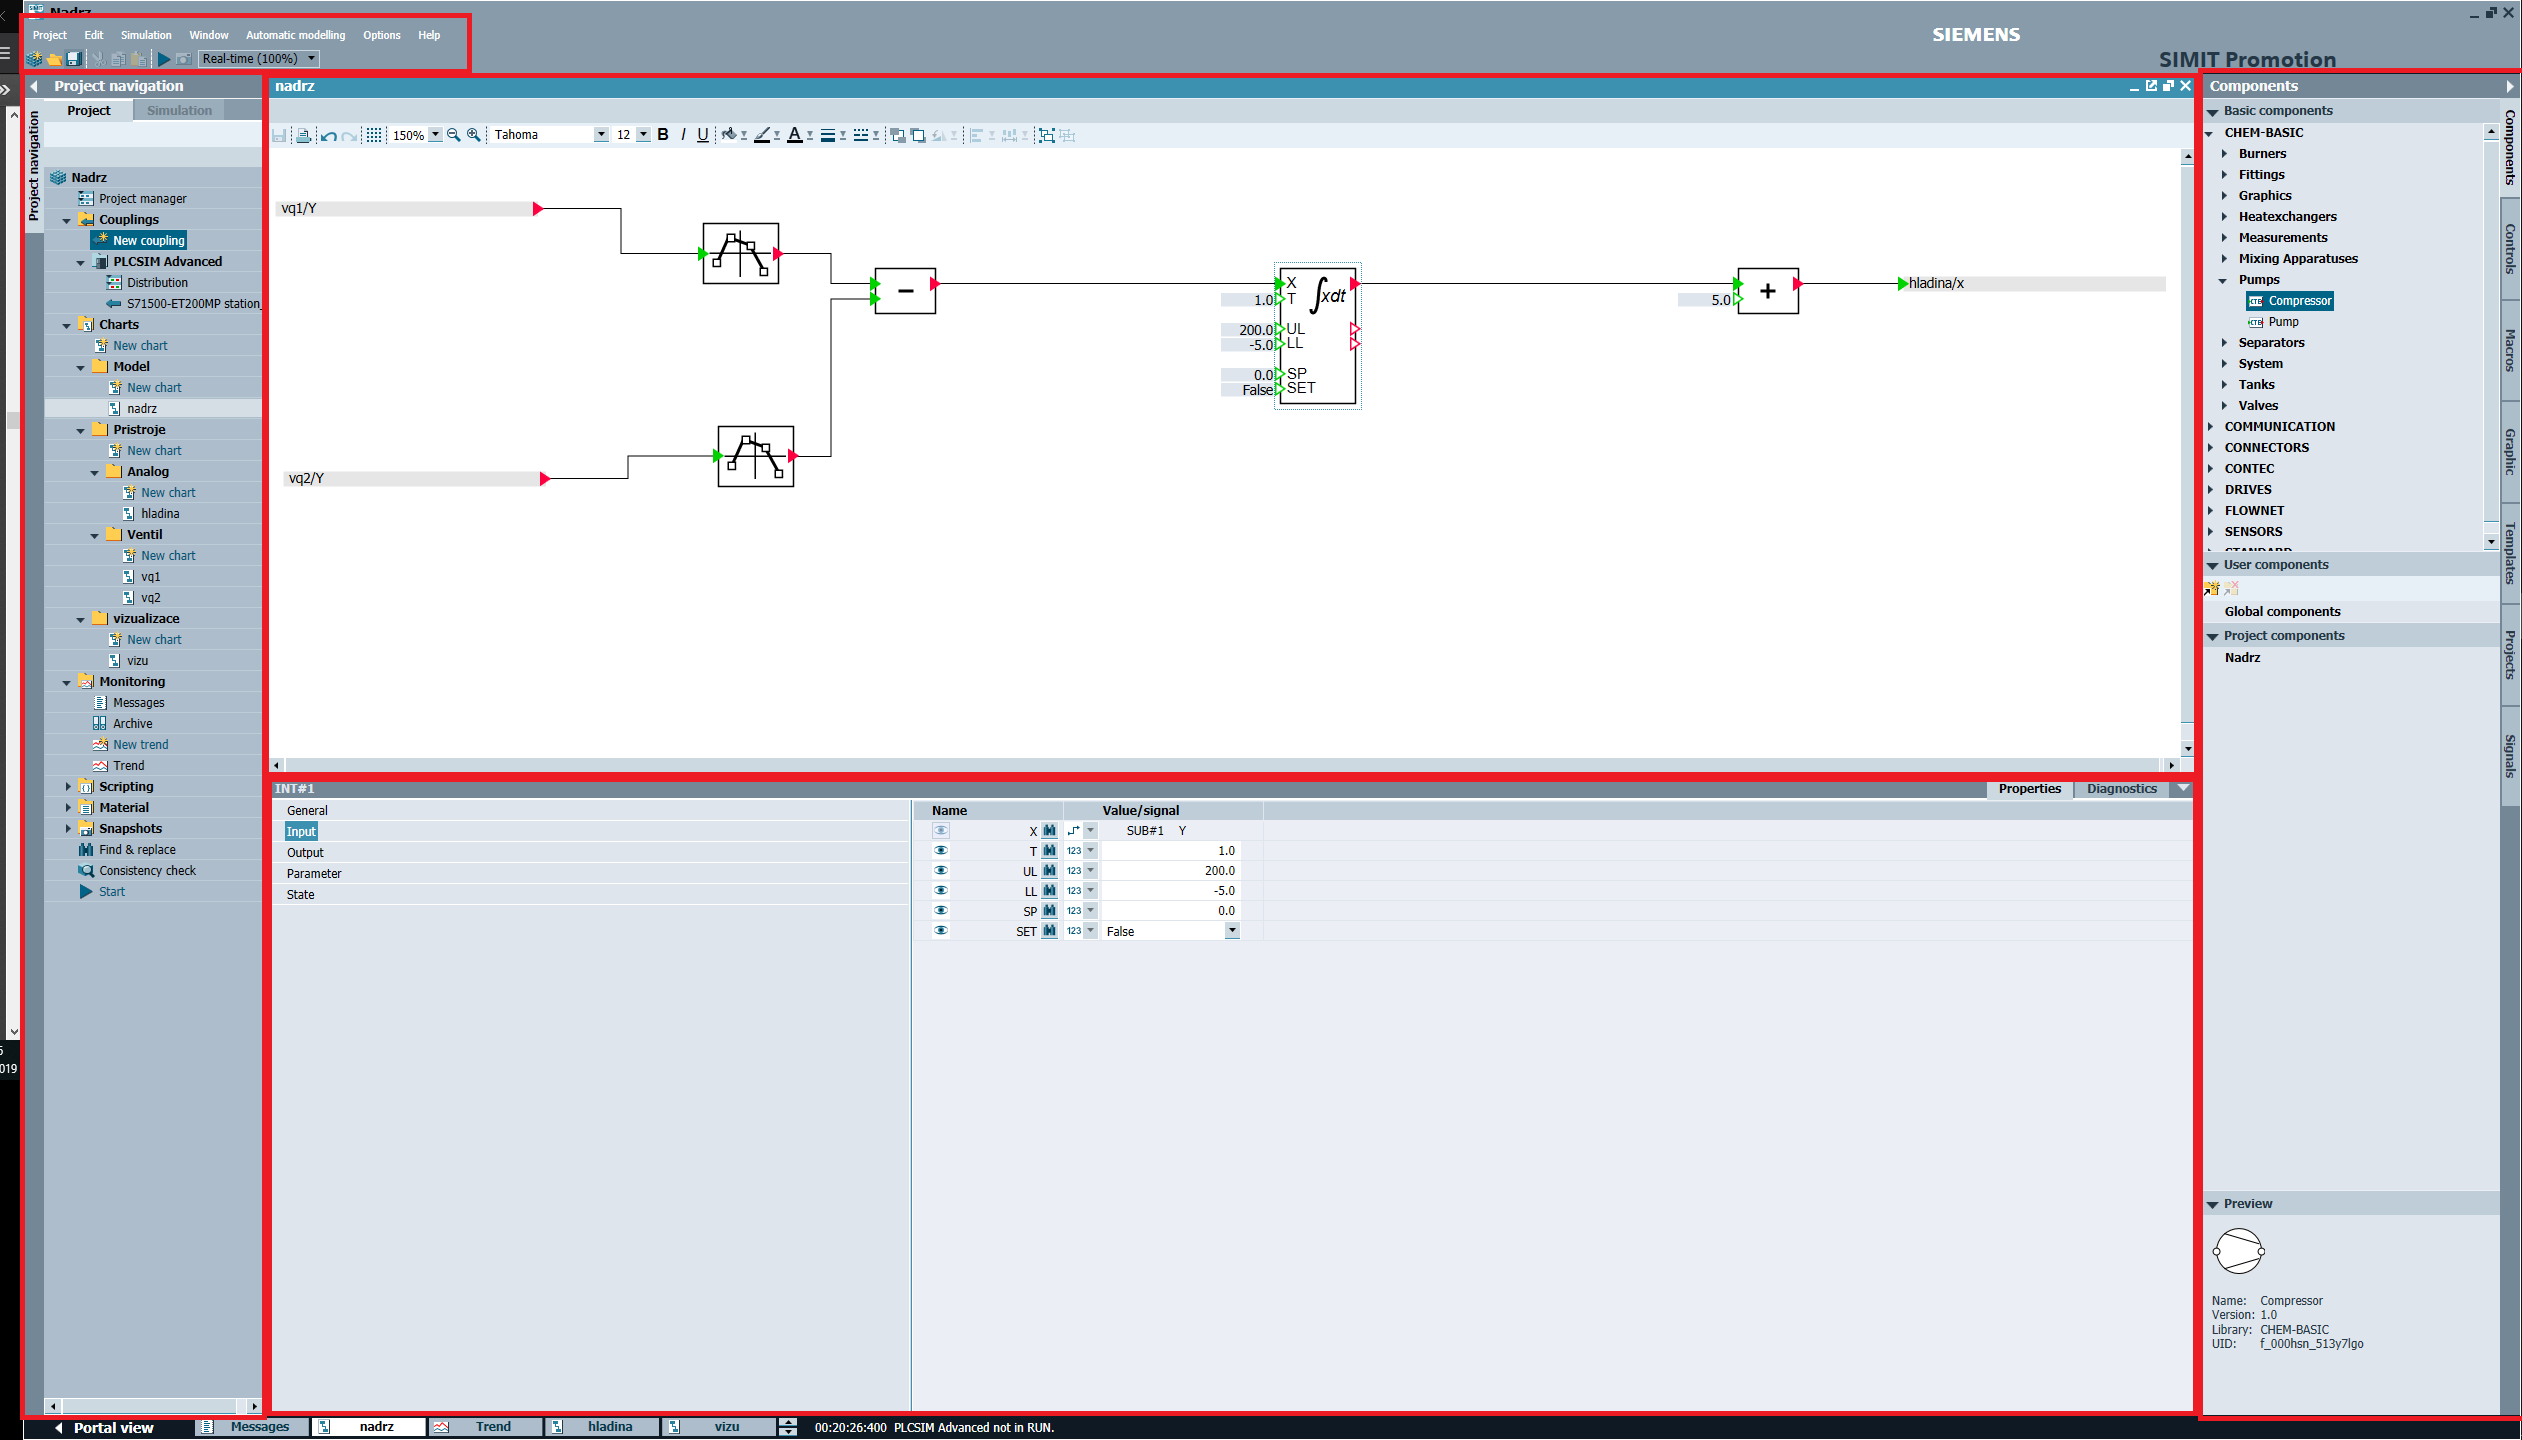 Nadrz
Project Edit Simulation Window Automatic modelling Options Help
SIEMENS
SIMIT Promotion
Real-time (100%)
Project navigation
Project navigation
Project Simulation
Nadrz
Project manager
Couplings
New coupling
PLCSIM Advanced
Distribution
S71500-ET200MP station_
Charts
New chart
Model
New chart
nadrz
Pristroje
New chart
Analog
New chart
hladina
Ventil
New chart
vq1
vq2
vizualizace
New chart
vizu
Monitoring
Messages
Archive
New trend
Trend
Scripting
Material
Snapshots
Find & replace
Consistency check
Start
nadrz
150% Tahoma 12 B I U A
vq1/Y
vq2/Y
−
X
1.0 T
∫xdt
200.0 UL
-5.0 LL
0.0 SP
False SET
5.0
+
hladina/x
INT#1
Properties Diagnostics
General
Input
Output
Parameter
State
Name Value/signal
X SUB#1 Y
T 123 1.0
UL 123 200.0
LL 123 -5.0
SP 123 0.0
SET 123 False
Components
Basic components
CHEM-BASIC
Burners
Fittings
Graphics
Heatexchangers
Measurements
Mixing Apparatuses
Pumps
CTB Compressor
CTB Pump
Separators
System
Tanks
Valves
COMMUNICATION
CONNECTORS
CONTEC
DRIVES
FLOWNET
SENSORS
STANDARD
User components
Global components
Project components
Nadrz
Preview
Name: Compressor
Version: 1.0
Library: CHEM-BASIC
UID: f_000hsn_513y7lgo
Components
Controls
Macros
Graphic
Templates
Projects
Signals
019
Portal view Messages nadrz Trend hladina vizu 00:20:26:400 PLCSIM Advanced not in RUN.